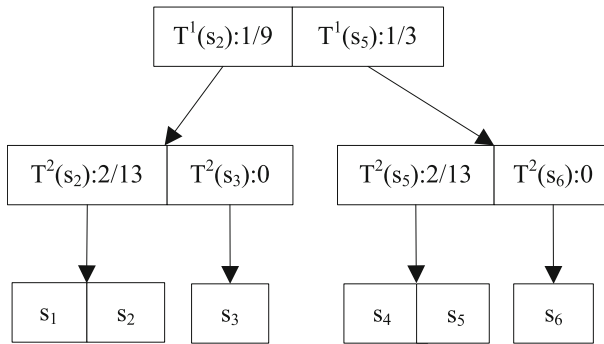 T¹(s₂):1/9 T¹(s₅):1/3
T²(s₂):2/13 T²(s₃):0 T²(s₅):2/13 T²(s₆):0
s₁ s₂ s₃ s₄ s₅ s₆